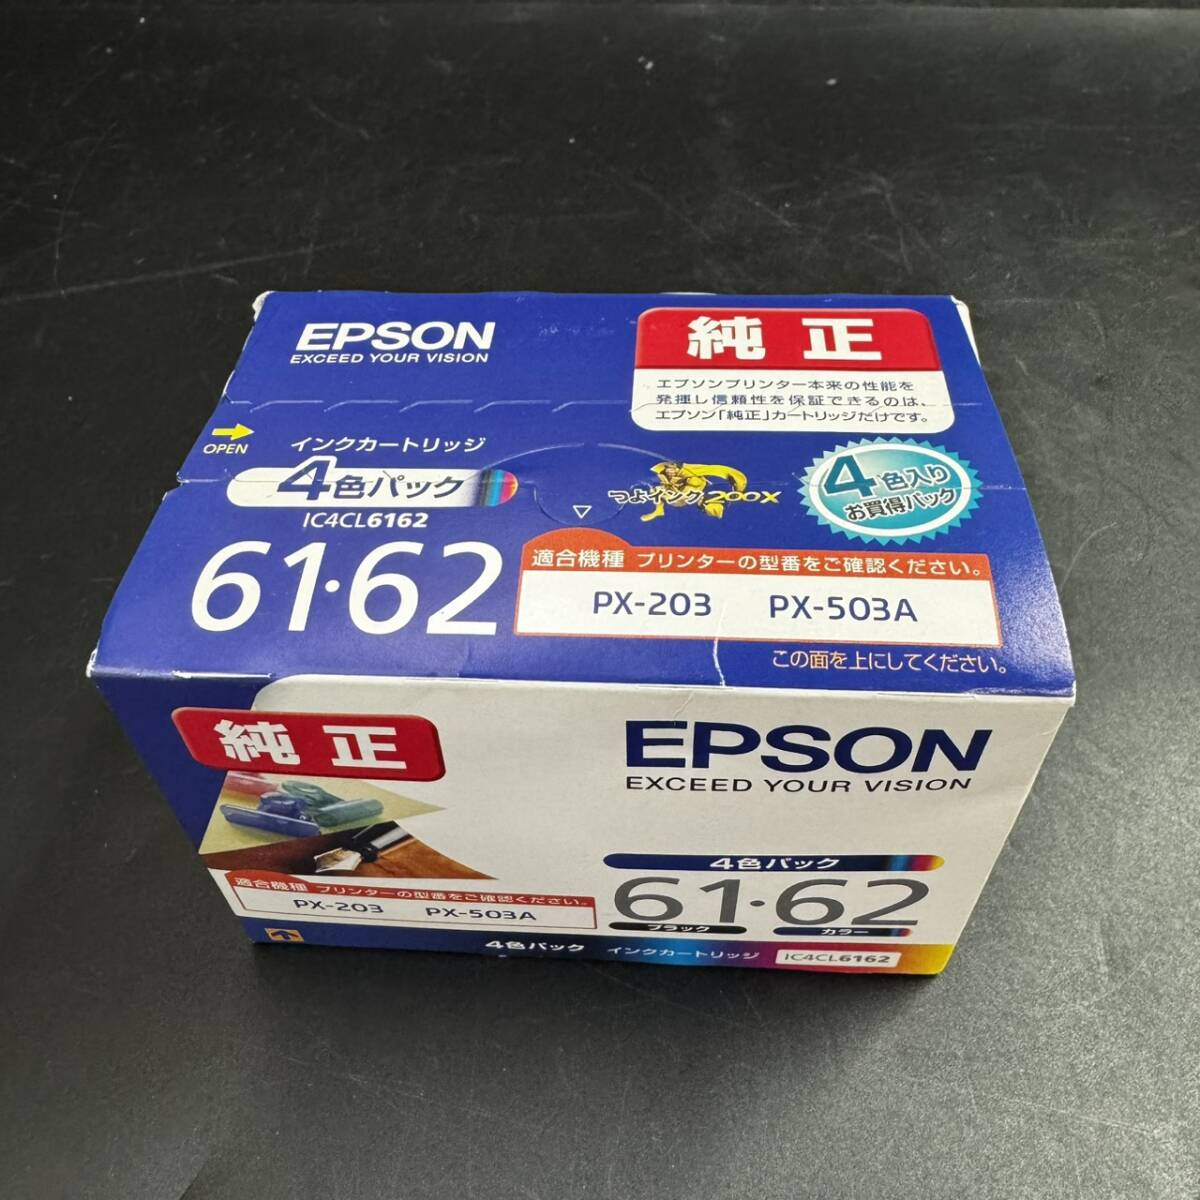 EPSON
EXCEED YOUR VISION
純正
エプソンプリンター本来の性能を
発揮し信頼性を保証できるのは、
エプソン「純正」カートリッジだけです。
OPEN
インクカートリッジ
4色パック
IC4CL6162
61・62
つよインク200X
4色入り
お買得パック
適合機種 プリンターの型番をご確認ください。
PX-203 PX-503A
この面を上にしてください。
純正
EPSON
EXCEED YOUR VISION
4色パック
61・62
ブラック カラー
適合機種 プリンターの型番をご確認ください。
PX-203 PX-503A
4色パック インクカートリッジ IC4CL6162